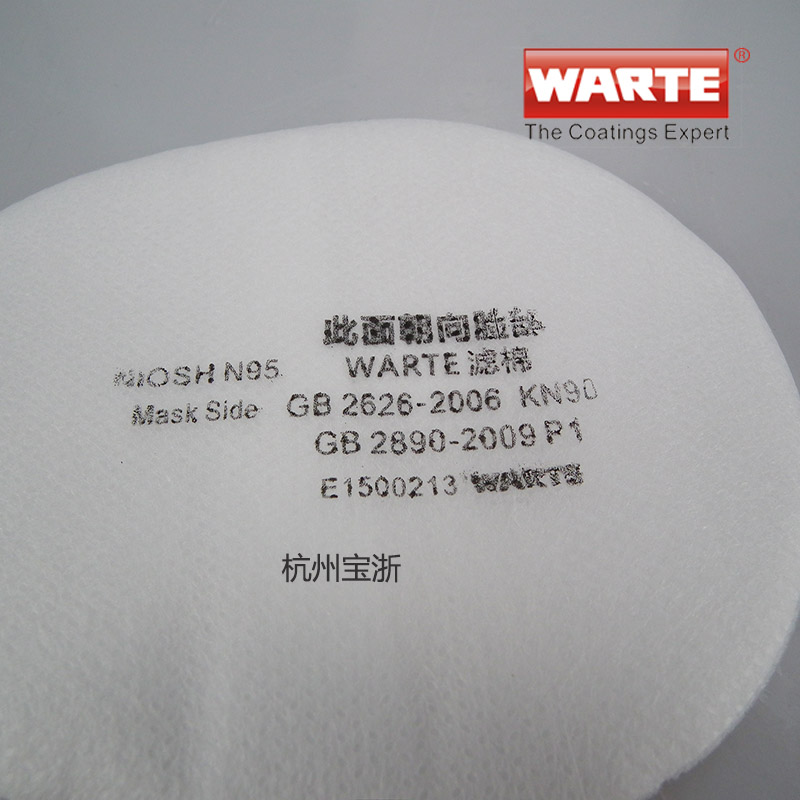 WARTE®
The Coatings Expert
此面朝向脸部
NIOSH N95 WARTE 滤棉
Mask Side GB 2626-2006 KN90
GB 2890-2009 P1
E1500213 WARTE
杭州宝浙